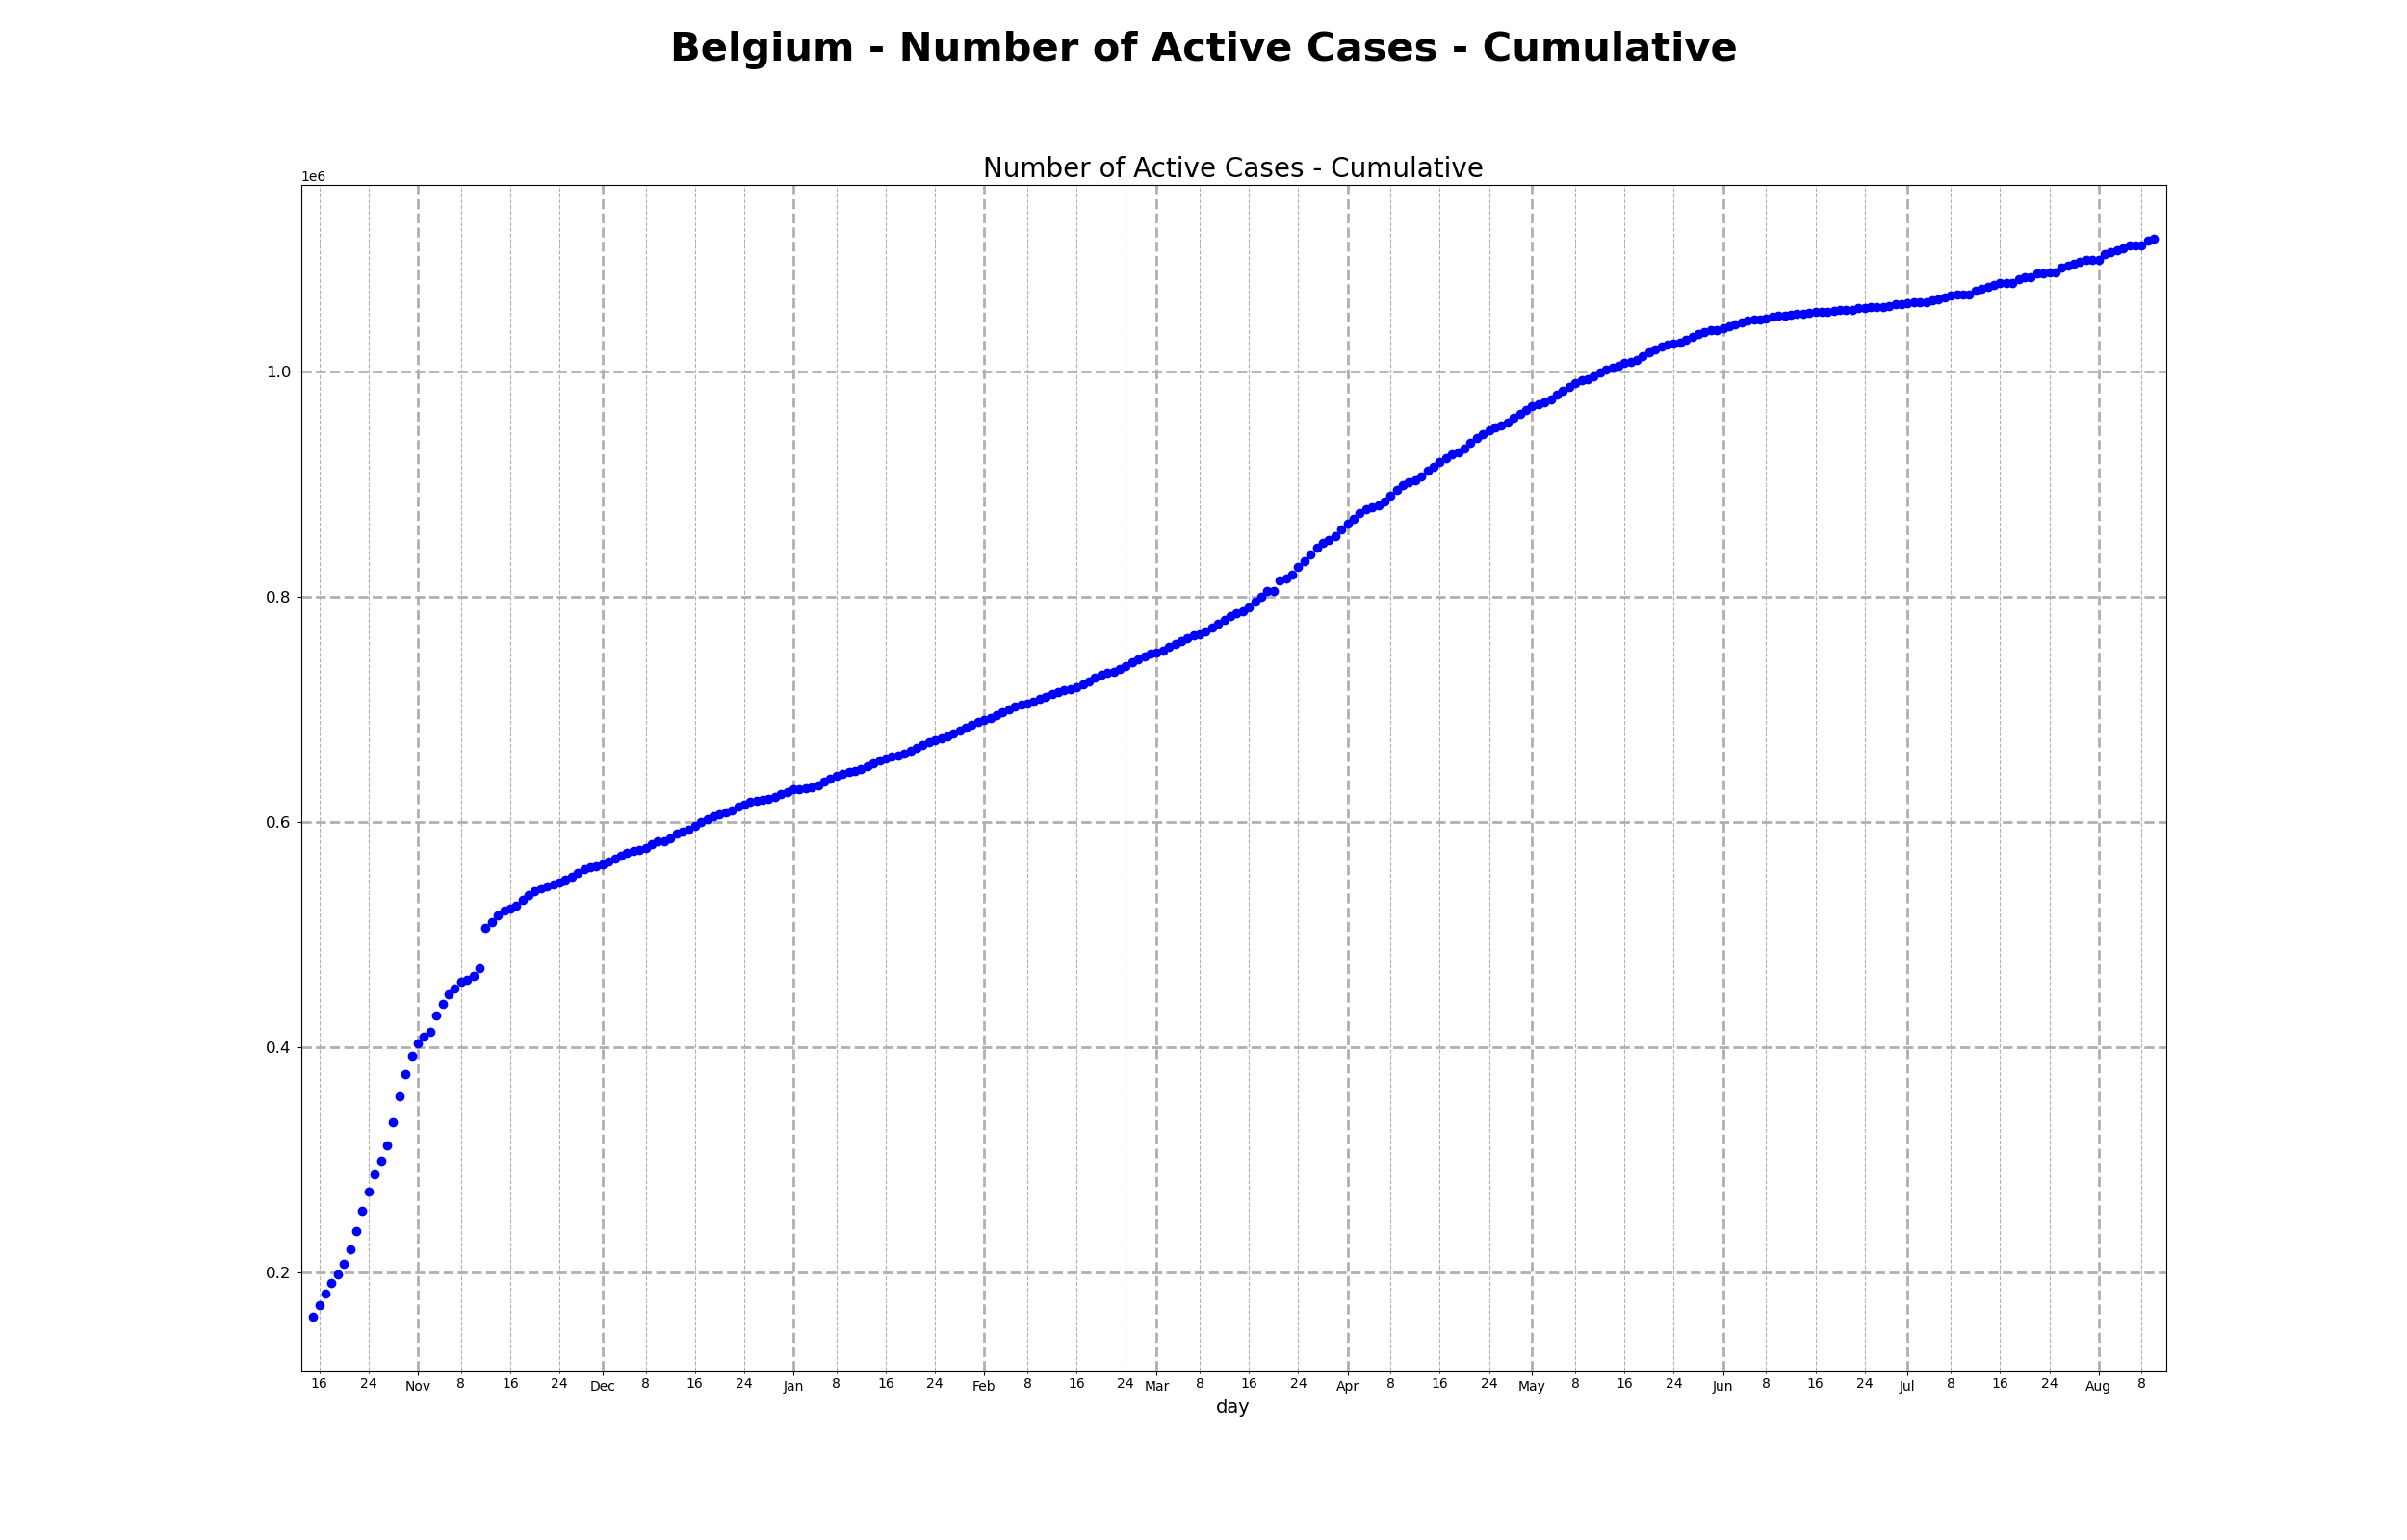 Belgium - Number of Active Cases - Cumulative
Number of Active Cases - Cumulative
1e6
1.0
0.8
0.6
0.4
0.2
16 24 Nov 8 16 24 Dec 8 16 24 Jan 8 16 24 Feb 8 16 24 Mar 8 16 24 Apr 8 16 24 May 8 16 24 Jun 8 16 24 Jul 8 16 24 Aug 8
day